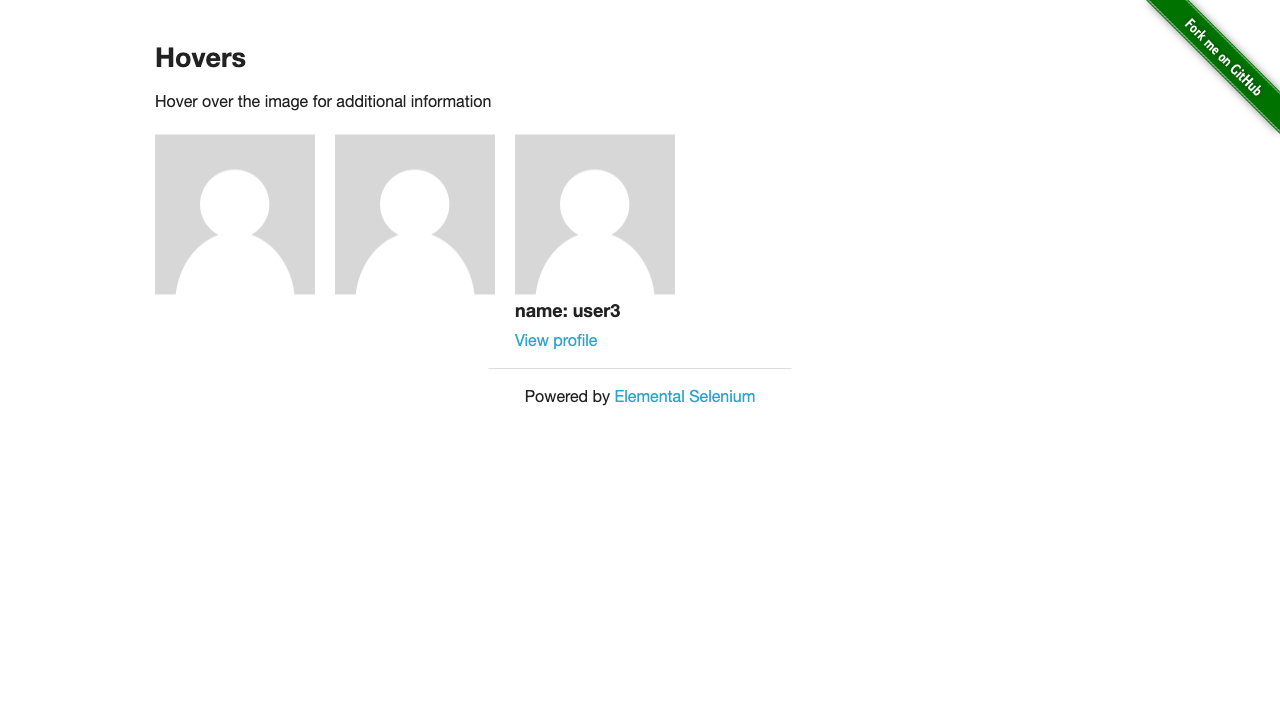 Hovers
Hover over the image for additional information
name: user3
View profile
Powered by Elemental Selenium
Fork me on GitHub